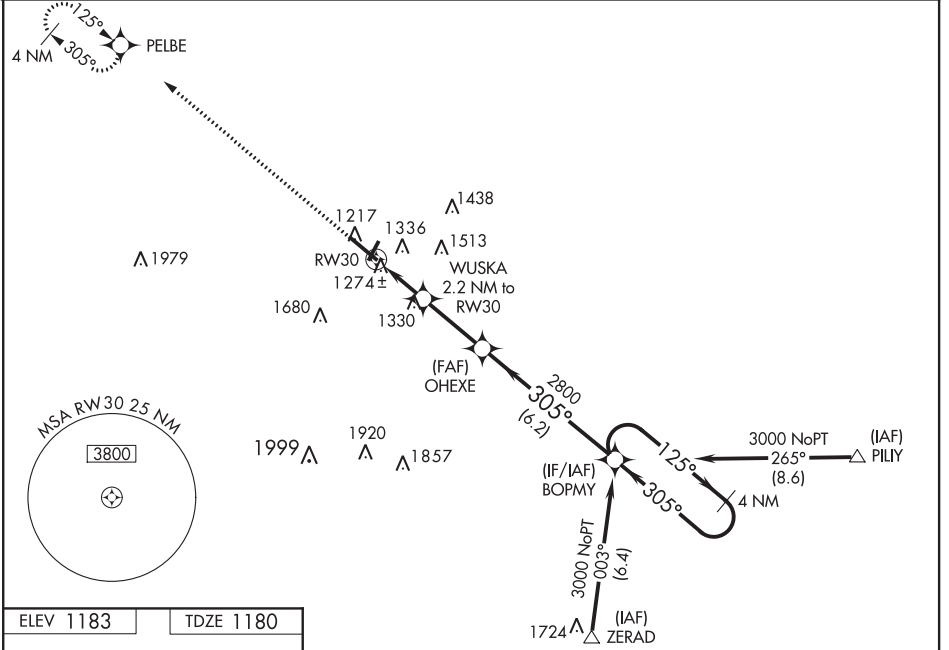 125°
305°
4 NM
PELBE
1438
1217
1336
1513
1979
RW30
1274±
WUSKA
2.2 NM to
RW30
1680
1330
(FAF)
OHEXE
2800
305°
(6.2)
MSA RW30 25 NM
3800
1999
1920
1857
(IF/IAF)
BOPMY
125°
305°
4 NM
3000 NoPT
265°
(8.6)
(IAF)
PILIY
3000 NoPT
003°
(6.4)
1724
(IAF)
ZERAD
ELEV 1183
TDZE 1180